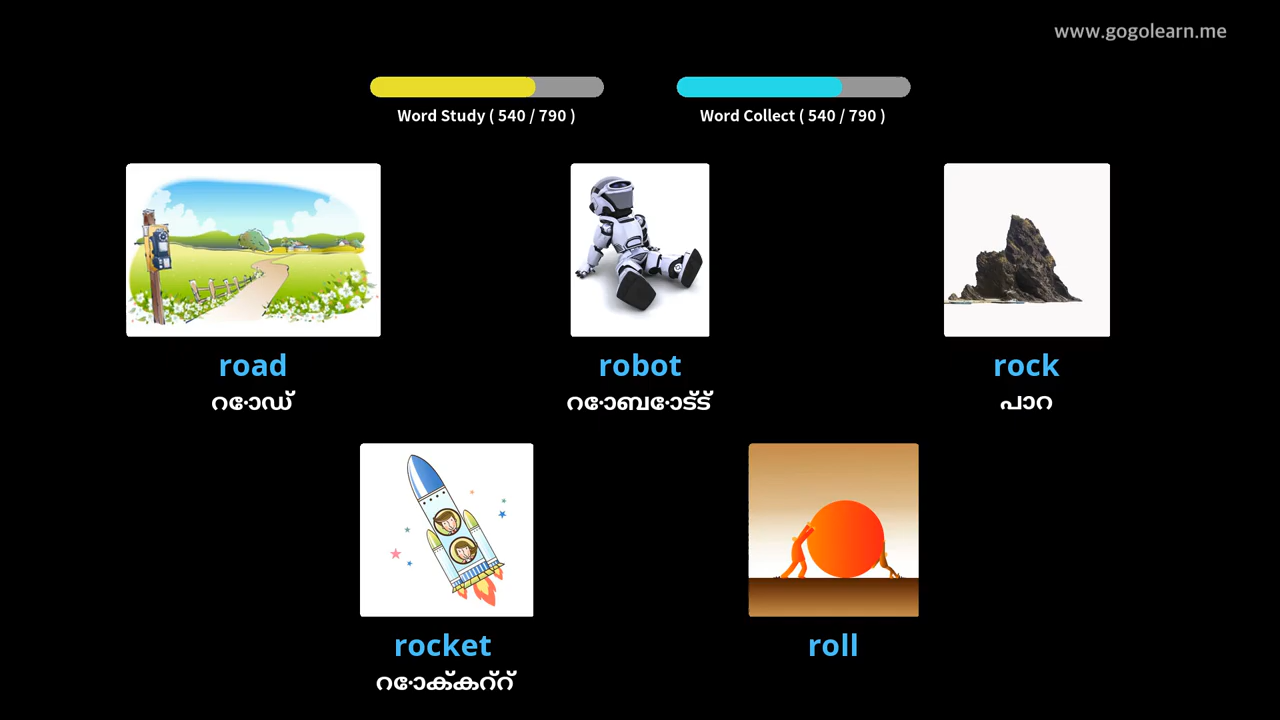 www.gogolearn.me
Word Study ( 540 / 790 )
Word Collect ( 540 / 790 )
road
robot
rock
റോഡ്
റോബോട്ട്
പാറ
rocket
roll
റോക്കറ്റ്